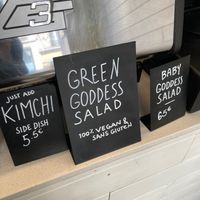 JUST ADD
KIMCHI
SIDE DISH
5.5€
GREEN
GODDESS
SALAD
100% VEGAN &
SANS GLUTEN
BABY
GODDESS
SALAD
6.5€